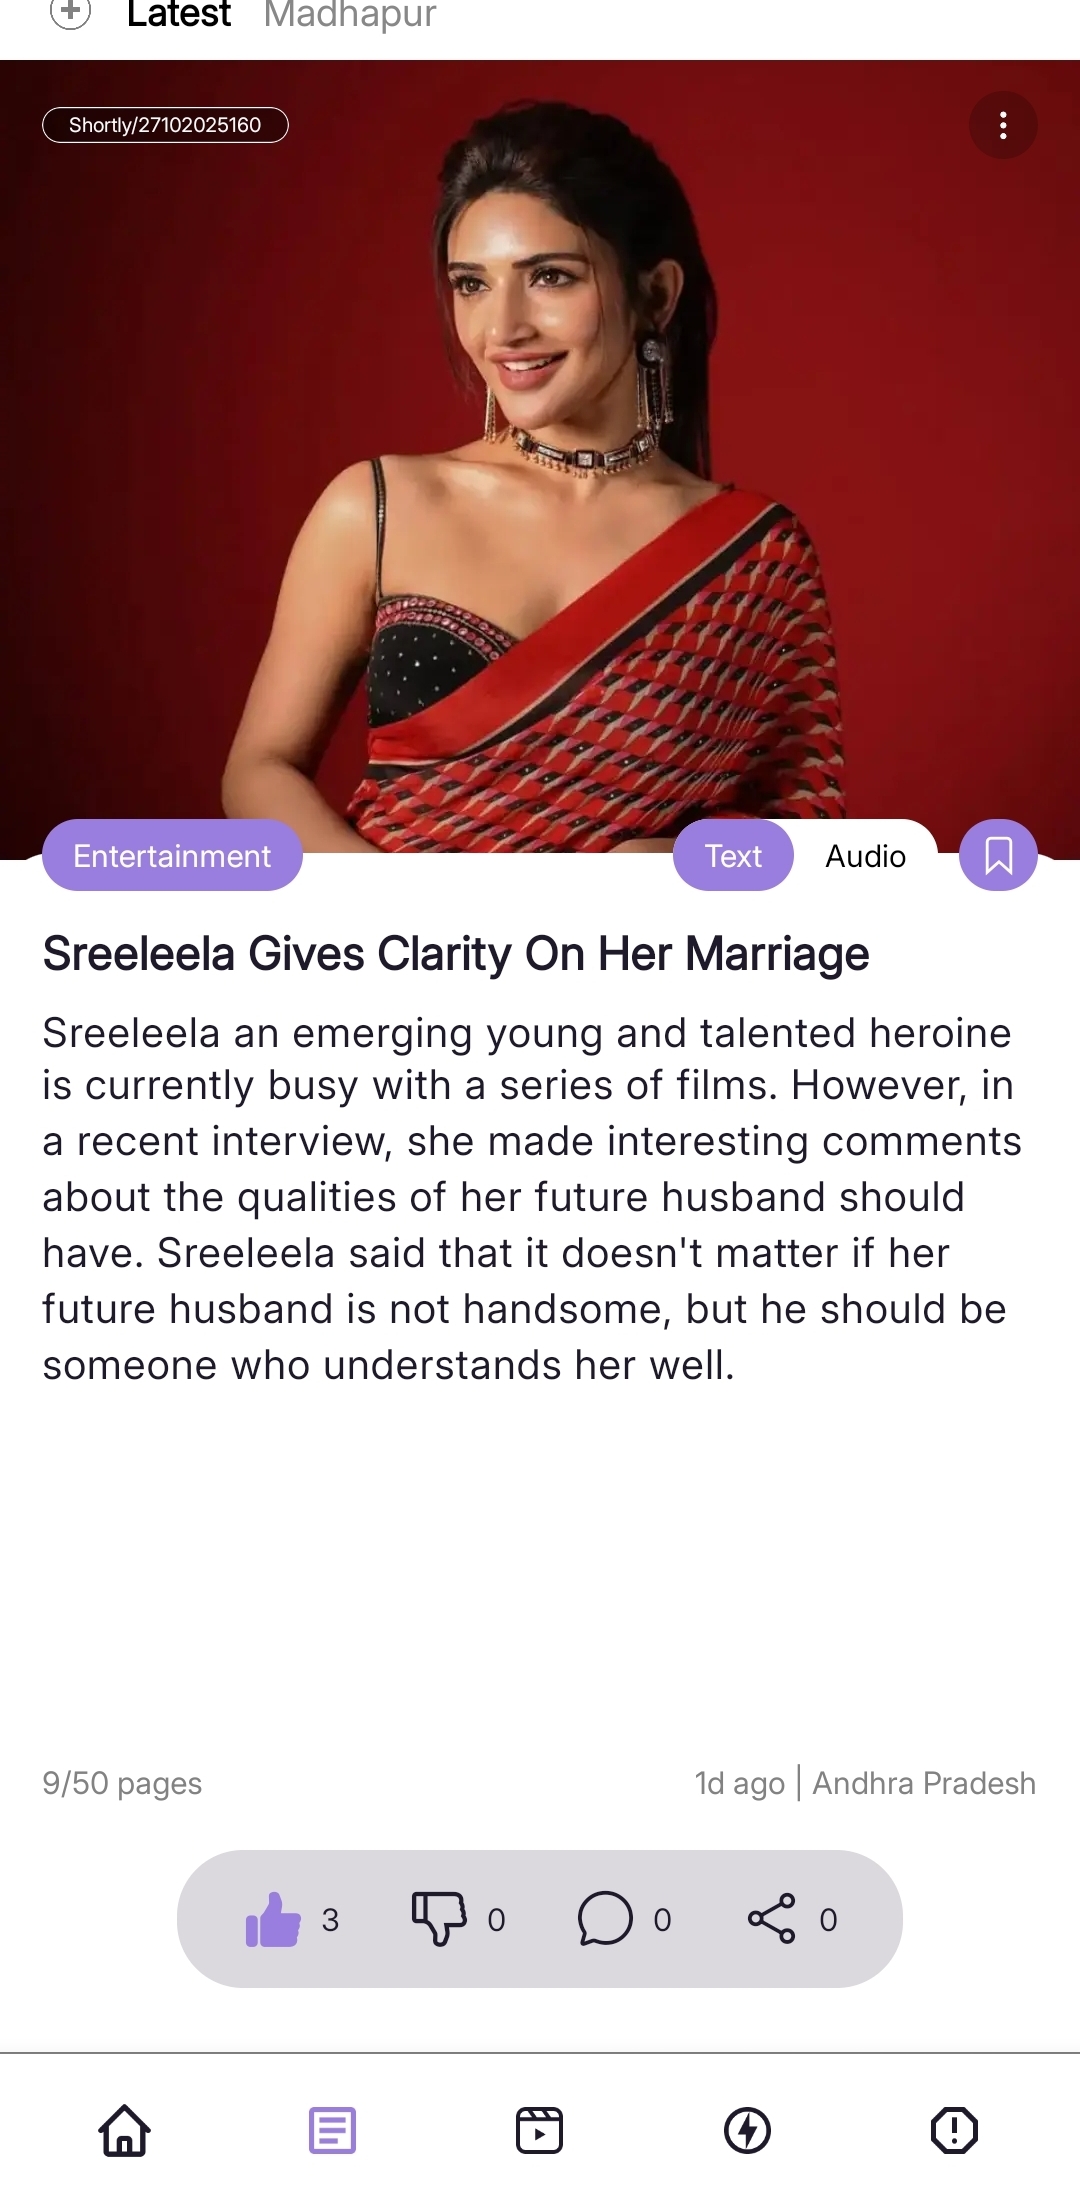 Latest Madhapur
Shortly/27102025160
Entertainment Text Audio
Sreeleela Gives Clarity On Her Marriage
Sreeleela an emerging young and talented heroine
is currently busy with a series of films. However, in
a recent interview, she made interesting comments
about the qualities of her future husband should
have. Sreeleela said that it doesn't matter if her
future husband is not handsome, but he should be
someone who understands her well.
9/50 pages 1d ago | Andhra Pradesh
3 0 0 0